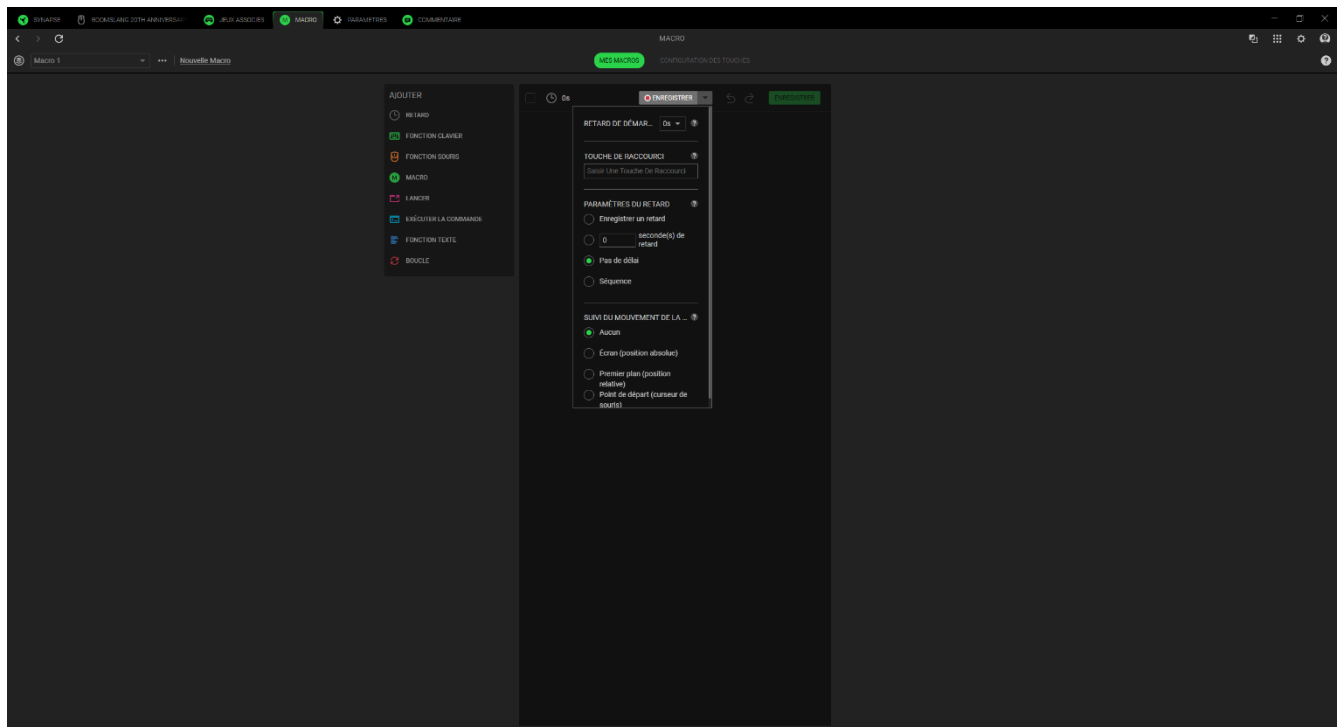 SYNAPSE
BOOMSLANG 20TH ANNIVERSARY
JEUX ASSOCIÉS
MACRO
PARAMÈTRES
COMMENTAIRE
MACRO
Macro 1
Nouvelle Macro
MES MACROS
CONFIGURATION DES TOUCHES
AJOUTER
RETARD
FONCTION CLAVIER
FONCTION SOURIS
MACRO
LANCER
EXÉCUTER LA COMMANDE
FONCTION TEXTE
BOUCLE
0s
ENREGISTRER
ENREGISTRER
RETARD DE DÉMAR...
0s
TOUCHE DE RACCOURCI
Saisir Une Touche De Raccourci
PARAMÈTRES DU RETARD
Enregistrer un retard
0
seconde(s) de
retard
Pas de délai
Séquence
SUIVI DU MOUVEMENT DE LA ...
Aucun
Écran (position absolue)
Premier plan (position
relative)
Point de départ (curseur de
souris)